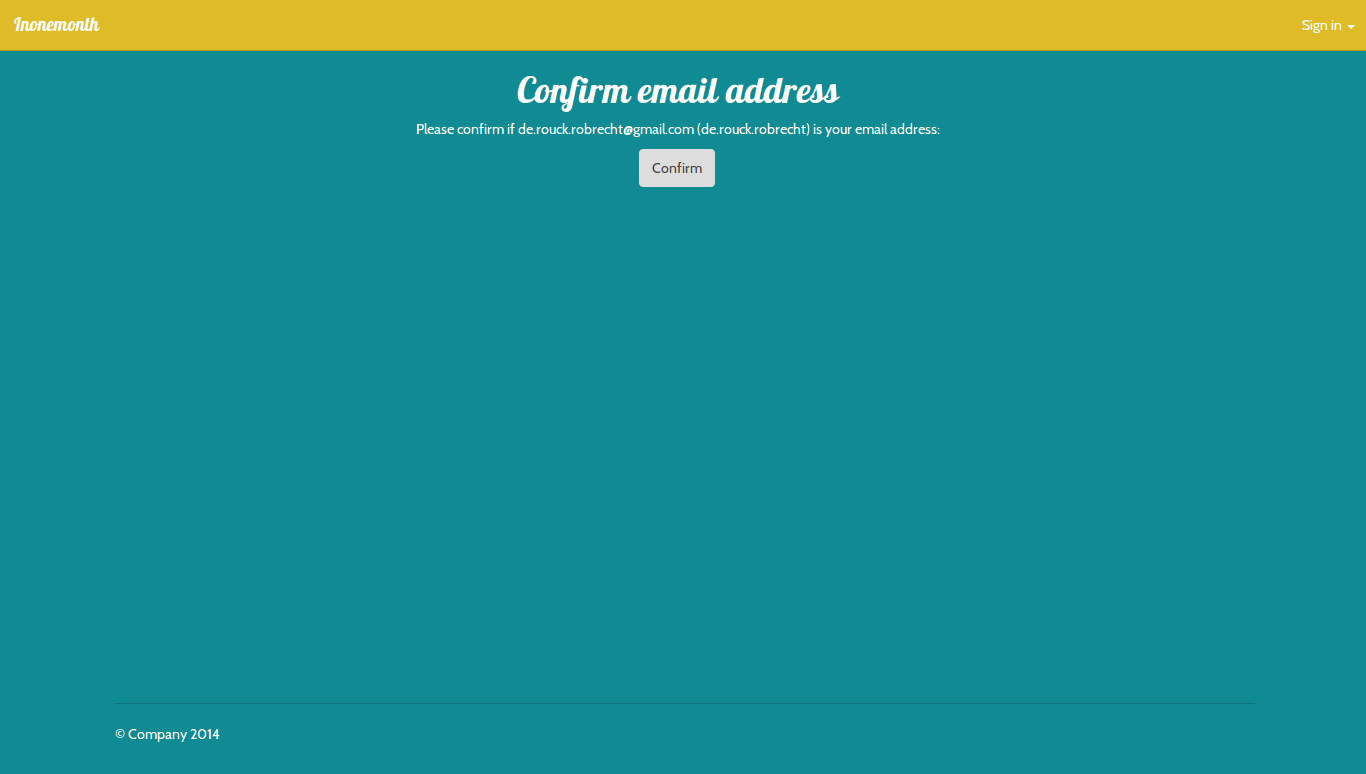 Inonemonth
Sign in
Confirm email address
Please confirm if de.rouck.robrecht@gmail.com (de.rouck.robrecht) is your email address:
Confirm
© Company 2014